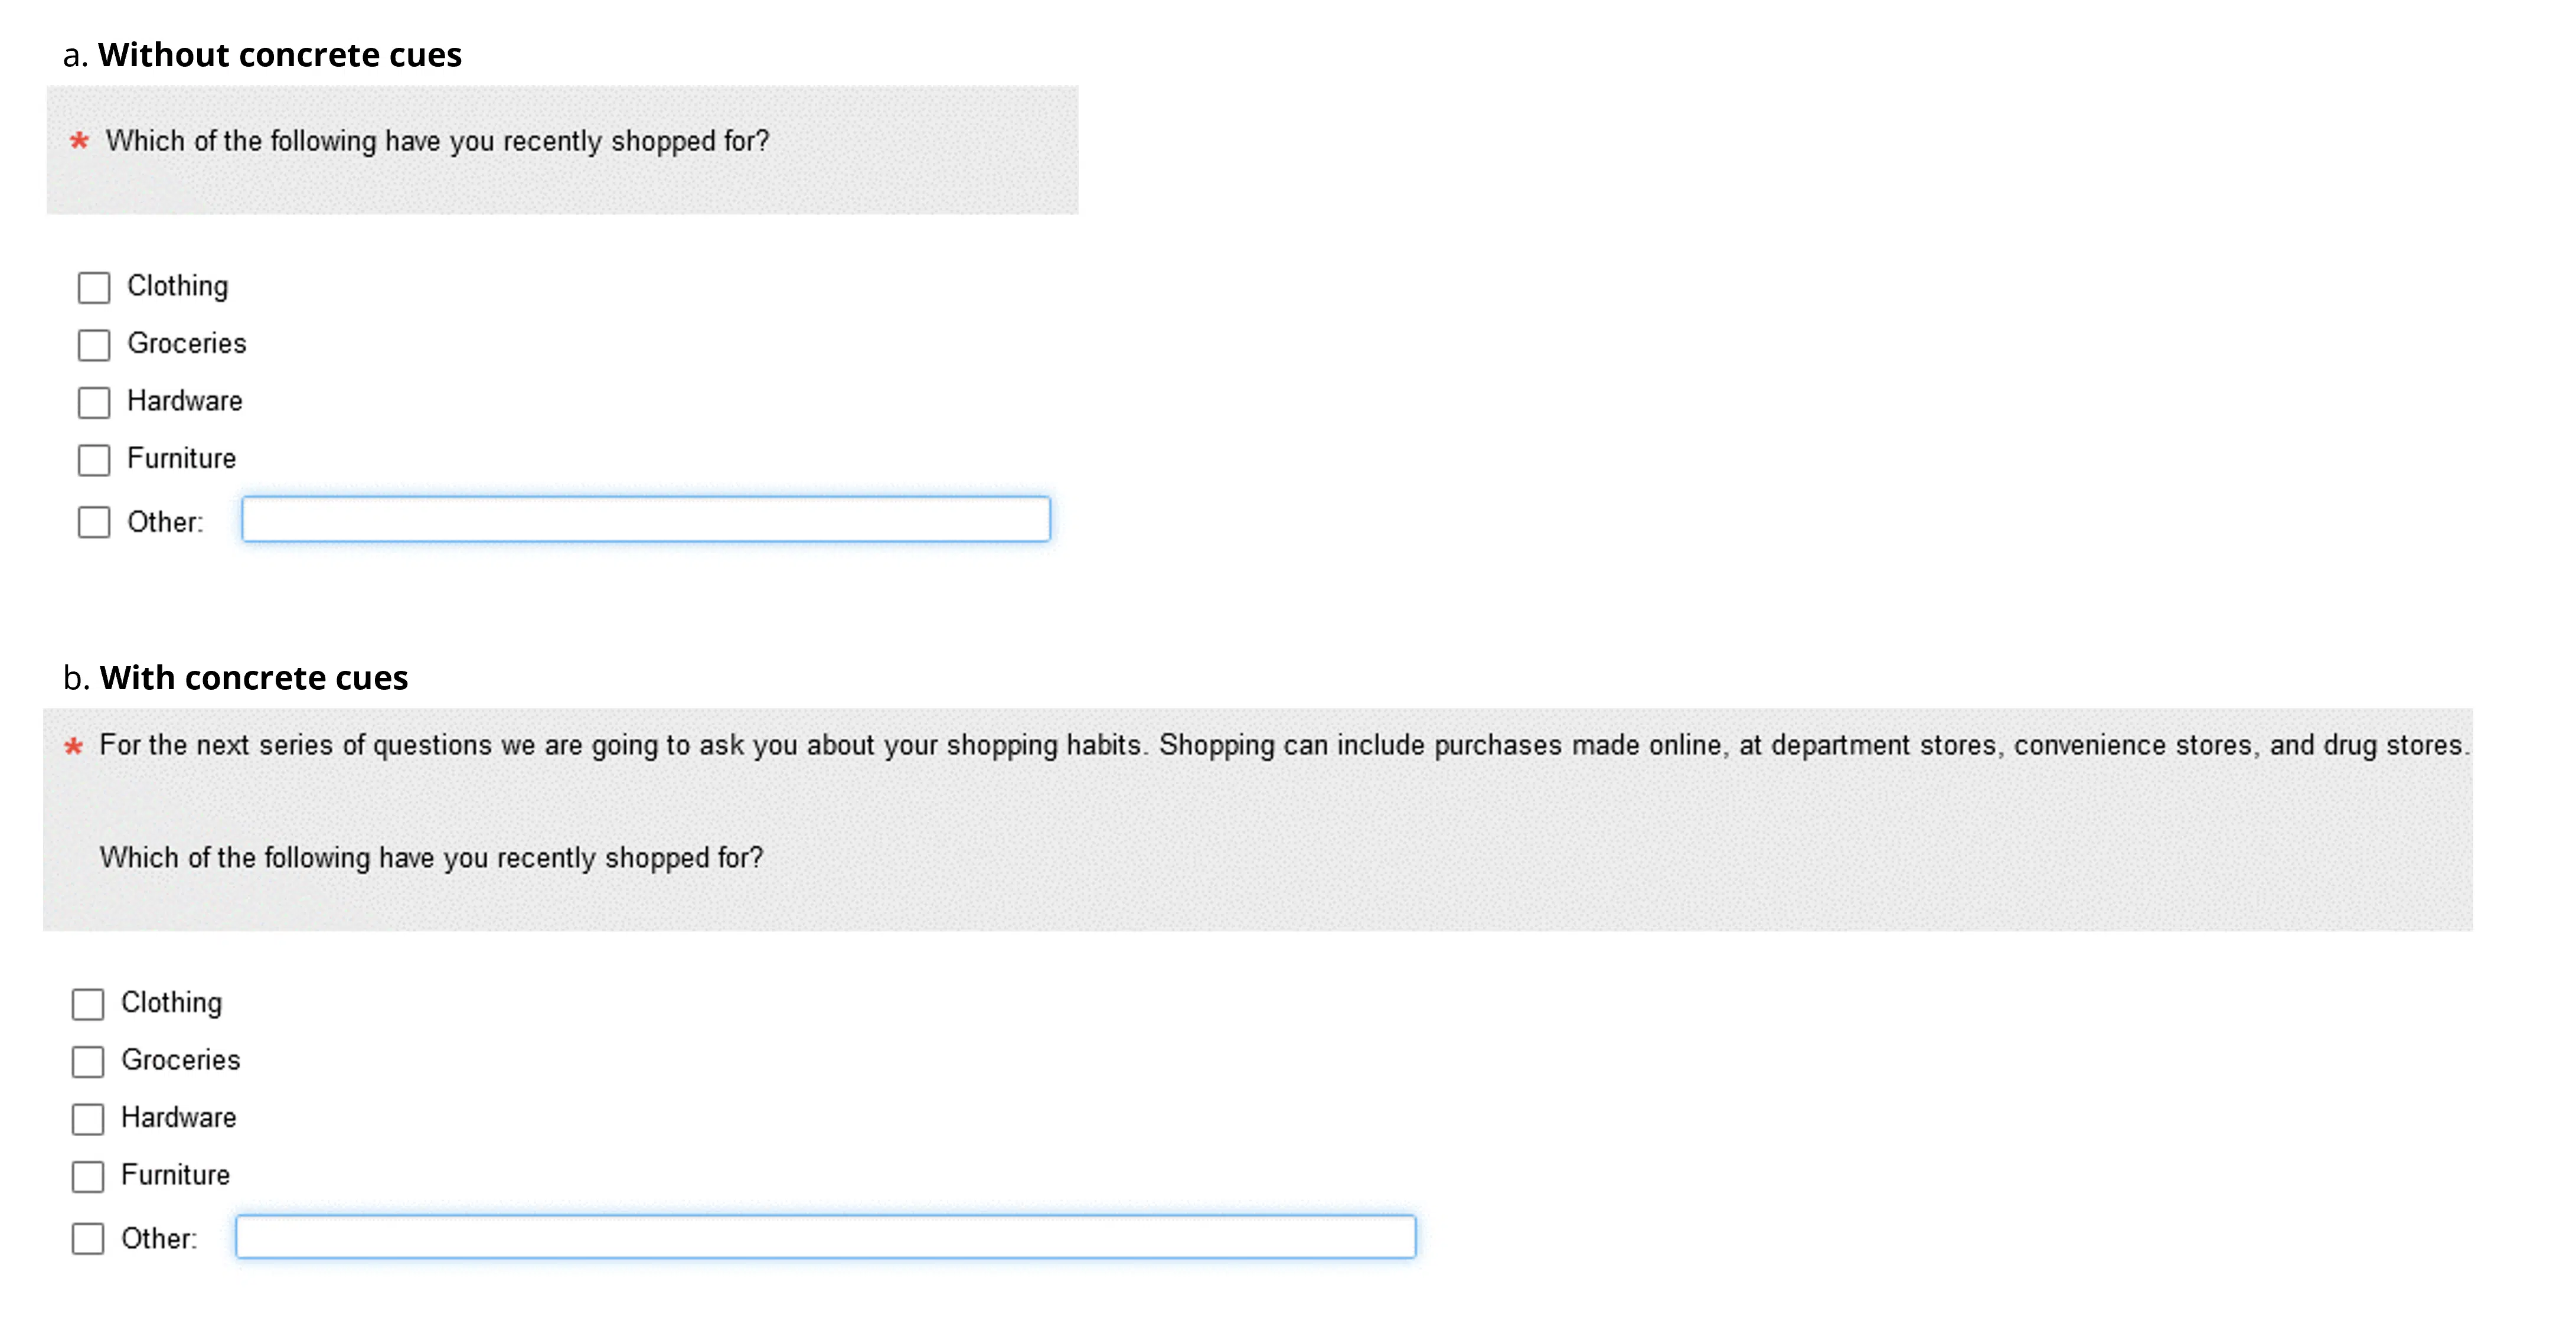 a. Without concrete cues
* Which of the following have you recently shopped for?
Clothing
Groceries
Hardware
Furniture
Other:
b. With concrete cues
* For the next series of questions we are going to ask you about your shopping habits. Shopping can include purchases made online, at department stores, convenience stores, and drug stores.
Which of the following have you recently shopped for?
Clothing
Groceries
Hardware
Furniture
Other: